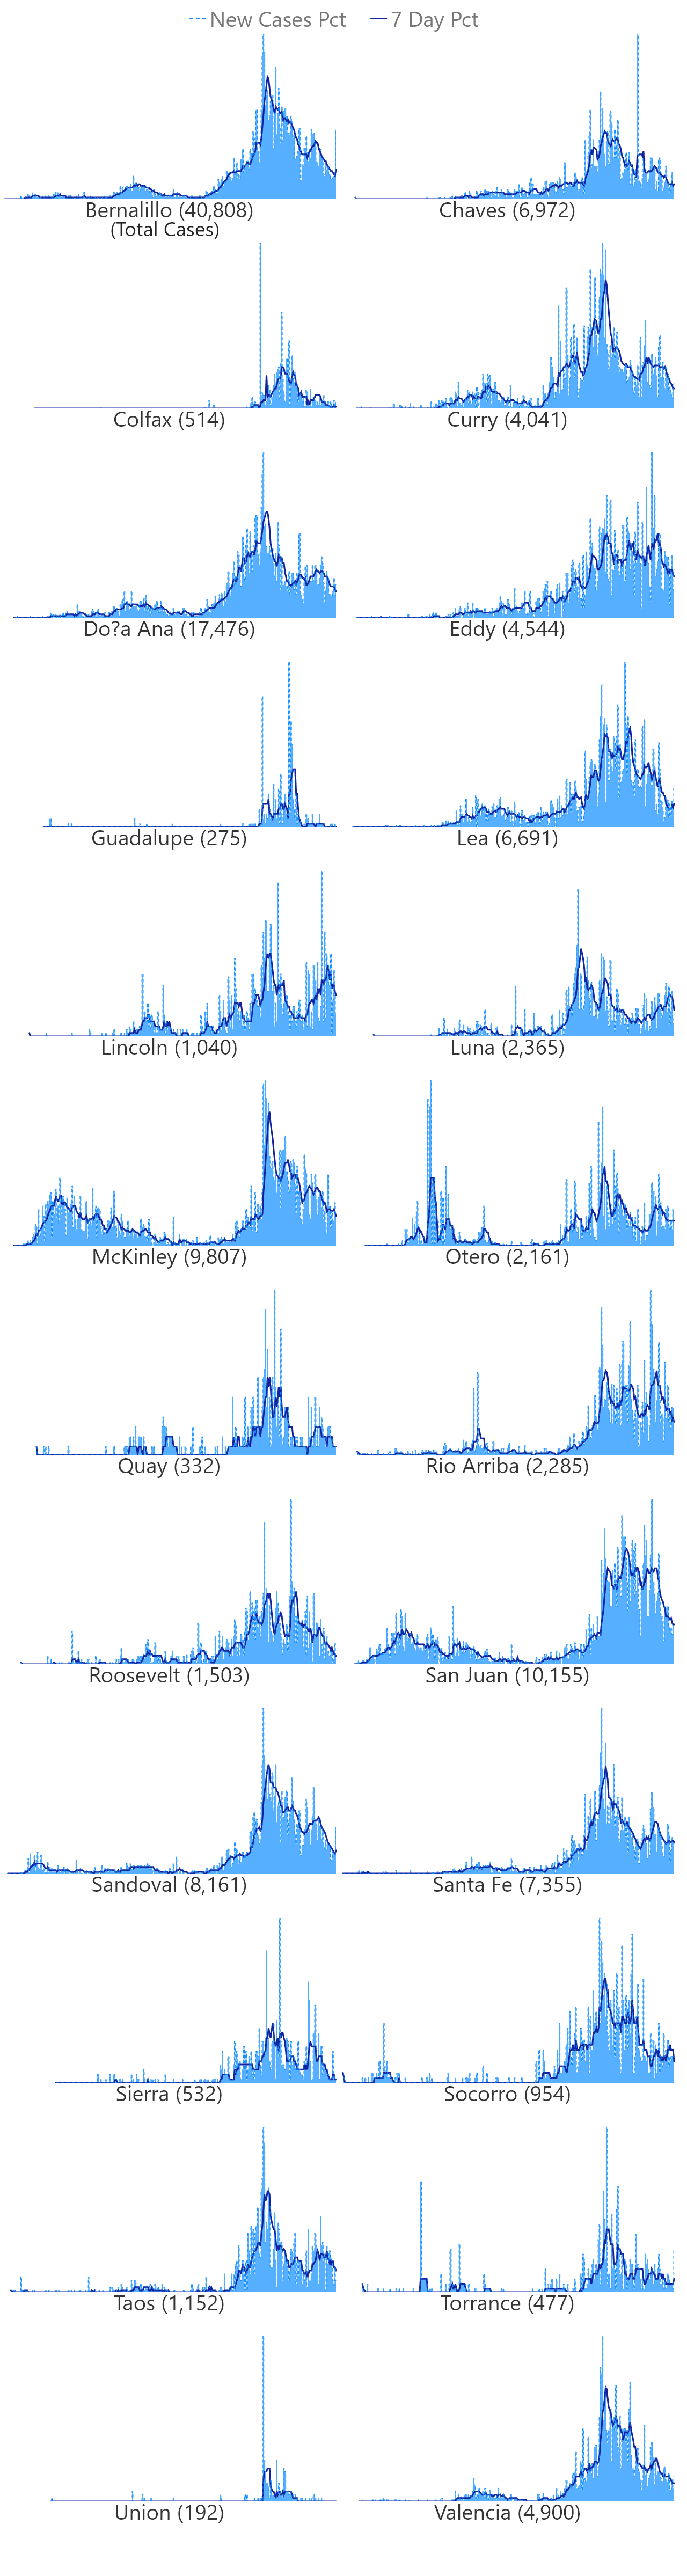 New Cases Pct 7 Day Pct
Bernalillo (40,808) Chaves (6,972)
(Total Cases)
Colfax (514) Curry (4,041)
Do?a Ana (17,476) Eddy (4,544)
Guadalupe (275) Lea (6,691)
Lincoln (1,040) Luna (2,365)
McKinley (9,807) Otero (2,161)
Quay (332) Rio Arriba (2,285)
Roosevelt (1,503) San Juan (10,155)
Sandoval (8,161) Santa Fe (7,355)
Sierra (532) Socorro (954)
Taos (1,152) Torrance (477)
Union (192) Valencia (4,900)